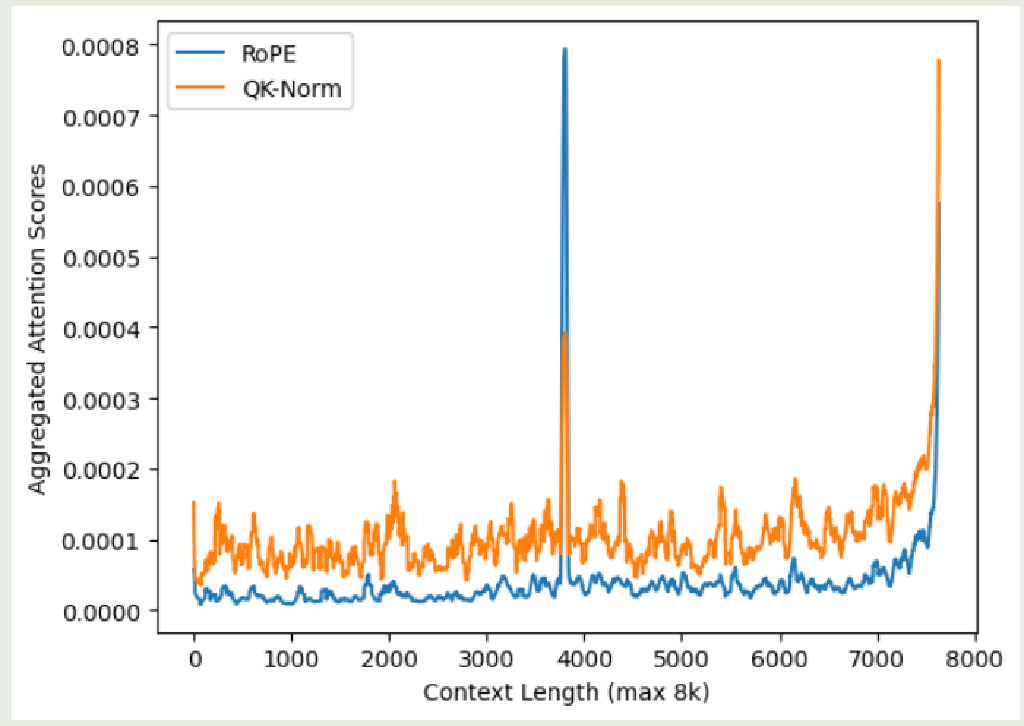 RoPE
QK-Norm
0.0008
0.0007
0.0006
0.0005
0.0004
0.0003
0.0002
0.0001
0.0000
Aggregated Attention Scores
0 1000 2000 3000 4000 5000 6000 7000 8000
Context Length (max 8k)